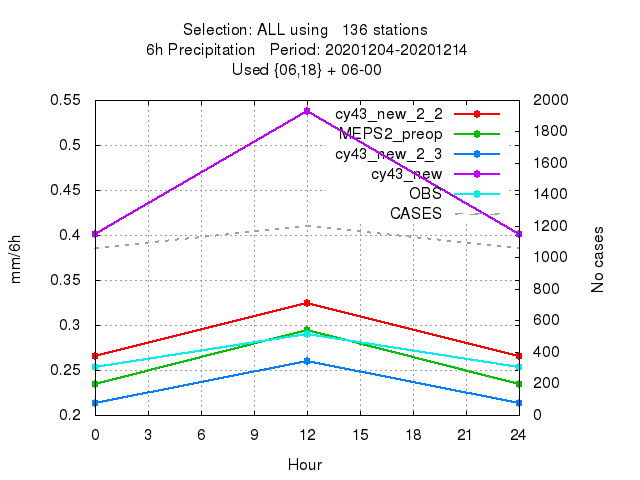 Selection: ALL using   136 stations
6h Precipitation   Period: 20201204-20201214
Used {06,18} + 06-00
0.55
0.5
0.45
0.4
0.35
0.3
0.25
0.2
mm/6h
cy43_new_2_2
MEPS2_preop
cy43_new_2_3
cy43_new
OBS
CASES
2000
1800
1600
1400
1200
1000
800
600
400
200
0
No cases
0 3 6 9 12 15 18 21 24
Hour